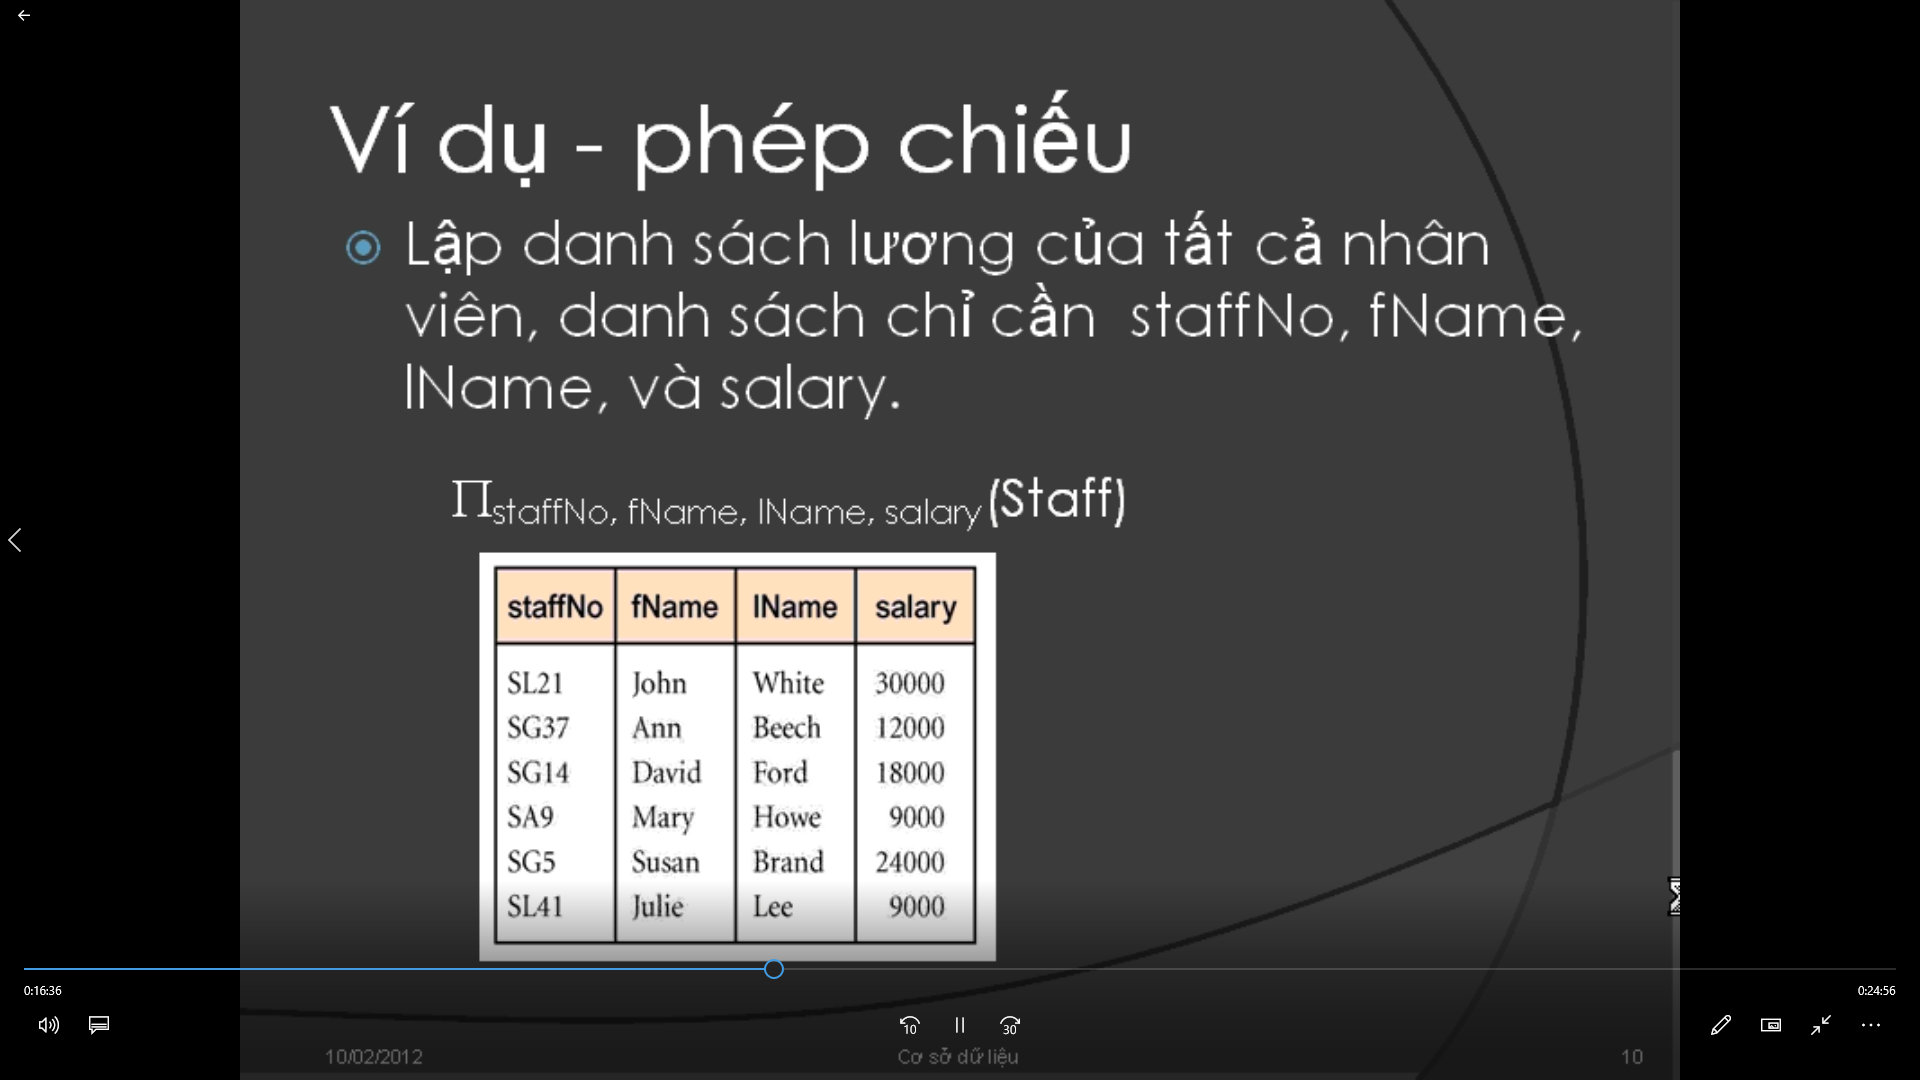 Ví dụ - phép chiếu
Lập danh sách lương của tất cả nhân
viên, danh sách chỉ cần staffNo, fName,
lName, và salary.
∏staffNo, fName, lName, salary (Staff)
staffNo fName lName salary
SL21 John White 30000
SG37 Ann Beech 12000
SG14 David Ford 18000
SA9 Mary Howe 9000
SG5 Susan Brand 24000
SL41 Julie Lee 9000
0:16:36 0:24:56
10 30
10/02/2012 Cơ sở dữ liệu 10